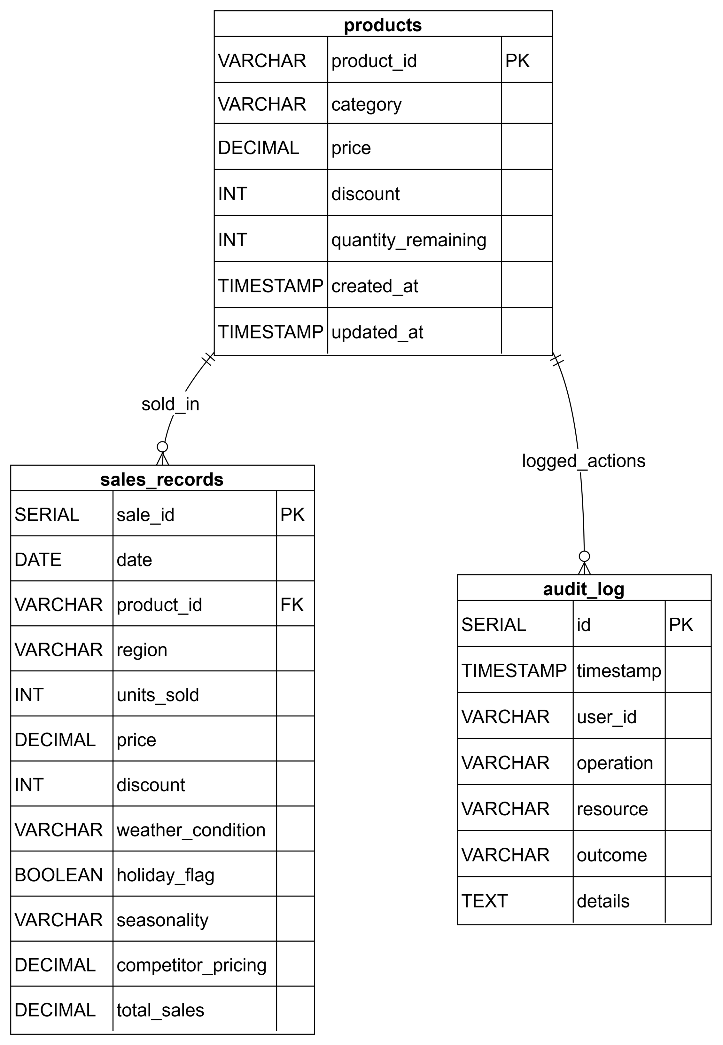 products
VARCHAR product_id PK
VARCHAR category
DECIMAL price
INT discount
INT quantity_remaining
TIMESTAMP created_at
TIMESTAMP updated_at
sold_in
logged_actions
sales_records
SERIAL sale_id PK
DATE date
VARCHAR product_id FK
VARCHAR region
INT units_sold
DECIMAL price
INT discount
VARCHAR weather_condition
BOOLEAN holiday_flag
VARCHAR seasonality
DECIMAL competitor_pricing
DECIMAL total_sales
audit_log
SERIAL id PK
TIMESTAMP timestamp
VARCHAR user_id
VARCHAR operation
VARCHAR resource
VARCHAR outcome
TEXT details